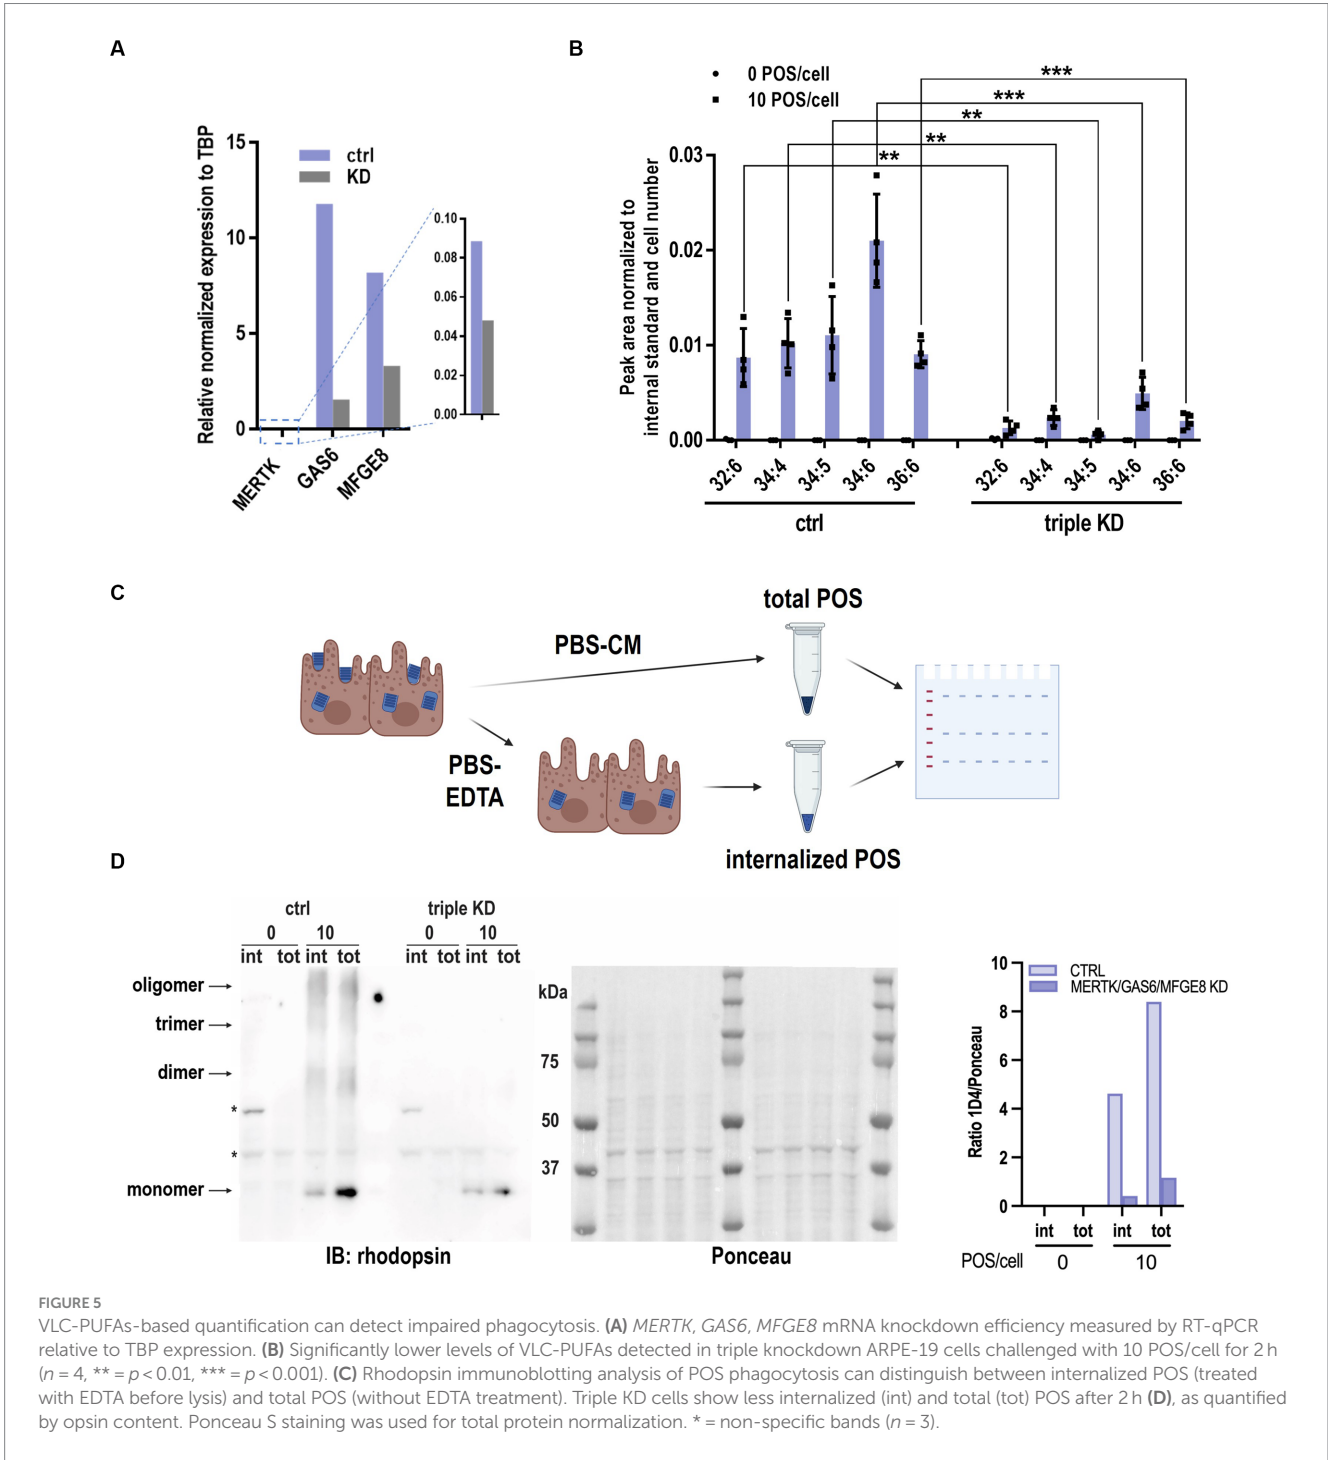 A
Relative normalized expression to TBP
15
10
5
0
ctrl
KD
0.10
0.08
0.06
0.04
0.02
0.00
MERTK
GAS6
MFGE8
B
0 POS/cell
10 POS/cell
***
***
**
**
**
Peak area normalized to
internal standard and cell number
0.03
0.02
0.01
0.00
32:6
34:4
34:5
34:6
36:6
32:6
34:4
34:5
34:6
36:6
ctrl
triple KD
C
total POS
PBS-CM
PBS-
EDTA
internalized POS
D
ctrl
triple KD
0
10
0
10
int tot int tot
int tot int tot
oligomer
trimer
dimer
*
*
monomer
IB: rhodopsin
kDa
75
50
37
Ponceau
CTRL
MERTK/GAS6/MFGE8 KD
Ratio 1D4/Ponceau
10
8
6
4
2
0
int tot int tot
POS/cell 0 10
FIGURE 5
VLC-PUFAs-based quantification can detect impaired phagocytosis. (A) MERTK, GAS6, MFGE8 mRNA knockdown efficiency measured by RT-qPCR
relative to TBP expression. (B) Significantly lower levels of VLC-PUFAs detected in triple knockdown ARPE-19 cells challenged with 10 POS/cell for 2 h
(n = 4, ** = p < 0.01, *** = p < 0.001). (C) Rhodopsin immunoblotting analysis of POS phagocytosis can distinguish between internalized POS (treated
with EDTA before lysis) and total POS (without EDTA treatment). Triple KD cells show less internalized (int) and total (tot) POS after 2 h (D), as quantified
by opsin content. Ponceau S staining was used for total protein normalization. * = non-specific bands (n = 3).